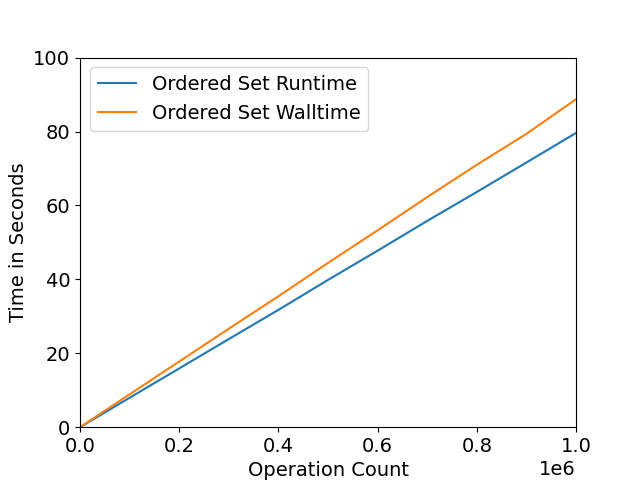 100
80
60
40
20
0
Time in Seconds
Ordered Set Runtime
Ordered Set Walltime
0.0 0.2 0.4 0.6 0.8 1.0
1e6
Operation Count